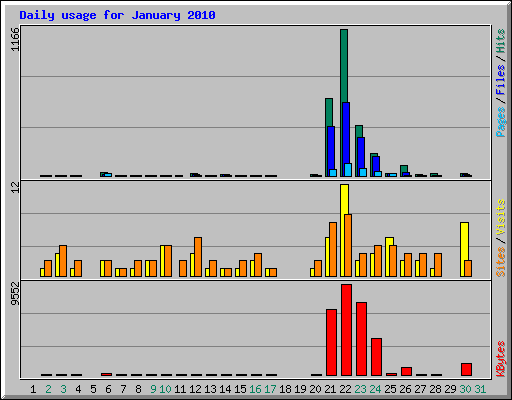 Daily usage for January 2010
1166
Pages / Files / Hits
12
Sites / Visits
9552
KBytes
1 2 3 4 5 6 7 8 9 10 11 12 13 14 15 16 17 18 19 20 21 22 23 24 25 26 27 28 29 30 31